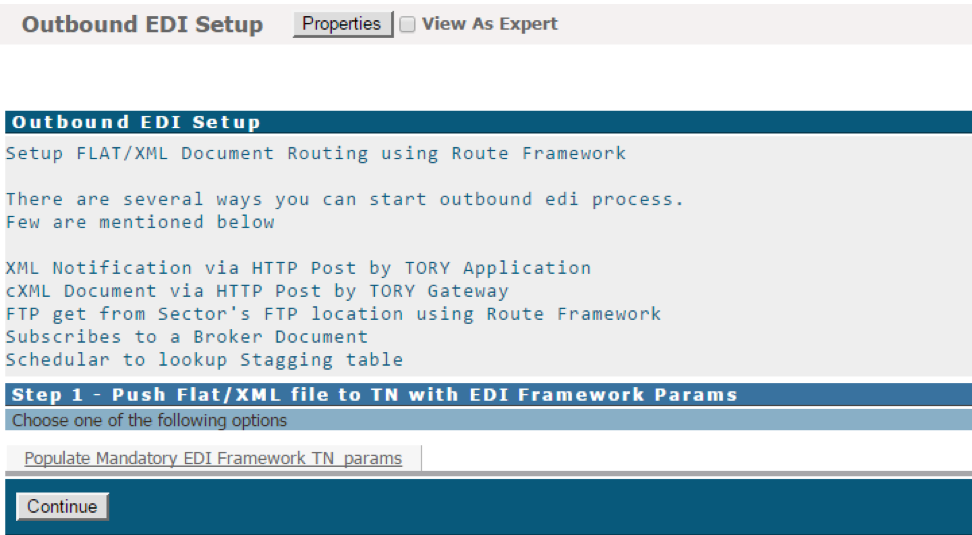 Outbound EDI Setup Properties View As Expert
Outbound EDI Setup
Setup FLAT/XML Document Routing using Route Framework
There are several ways you can start outbound edi process.
Few are mentioned below
XML Notification via HTTP Post by TORY Application
cXML Document via HTTP Post by TORY Gateway
FTP get from Sector's FTP location using Route Framework
Subscribes to a Broker Document
Schedular to lookup Stagging table
Step 1 - Push Flat/XML file to TN with EDI Framework Params
Choose one of the following options
Populate Mandatory EDI Framework TN params
Continue